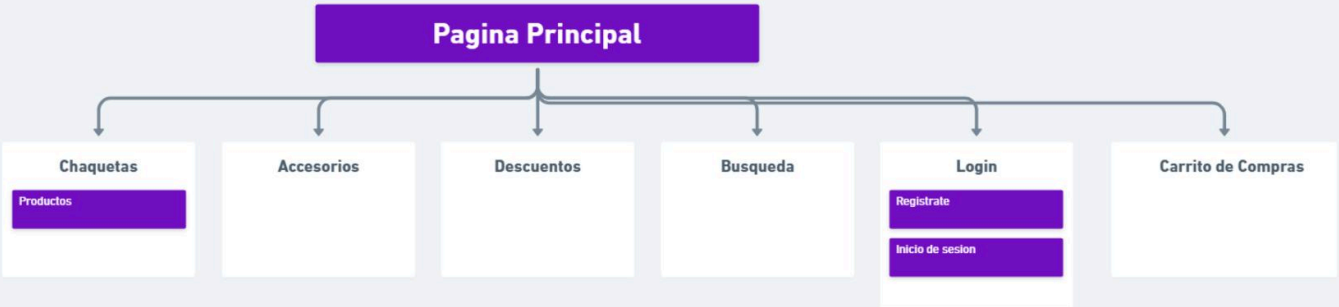 Pagina Principal
Chaquetas
Accesorios
Descuentos
Busqueda
Login
Carrito de Compras
Productos
Registrate
Inicio de sesion